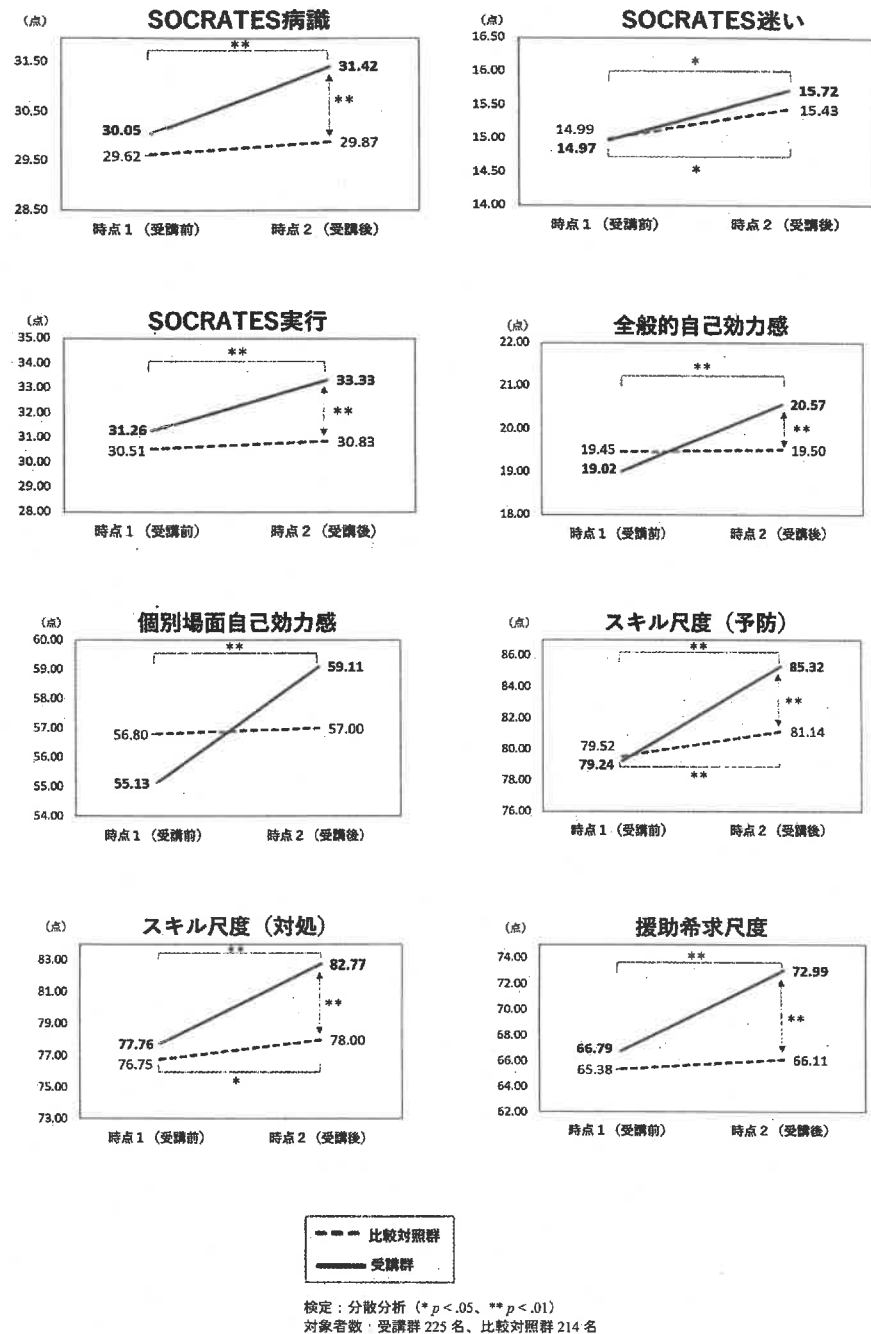 SOCRATES病識
(点)
31.50
30.50
29.50
28.50
**
31.42
**
30.05
29.62
29.87
時点1（受講前）
時点2（受講後）
SOCRATES迷い
(点)
16.50
16.00
15.50
15.00
14.50
14.00
*
15.72
15.43
14.99
14.97
*
時点1（受講前）
時点2（受講後）
SOCRATES実行
(点)
35.00
34.00
33.00
32.00
31.00
30.00
29.00
28.00
**
33.33
**
31.26
30.51
30.83
時点1（受講前）
時点2（受講後）
全般的自己効力感
(点)
22.00
21.00
20.00
19.00
18.00
**
20.57
**
19.45
19.02
19.50
時点1（受講前）
時点2（受講後）
個別場面自己効力感
(点)
60.00
59.00
58.00
57.00
56.00
55.00
54.00
**
59.11
56.80
57.00
55.13
時点1（受講前）
時点2（受講後）
スキル尺度（予防）
(点)
86.00
84.00
82.00
80.00
78.00
76.00
**
85.32
**
79.52
79.24
81.14
**
時点1（受講前）
時点2（受講後）
スキル尺度（対処）
(点)
83.00
81.00
79.00
77.00
75.00
73.00
**
82.77
**
77.76
76.75
78.00
*
時点1（受講前）
時点2（受講後）
援助希求尺度
(点)
74.00
72.00
70.00
68.00
66.00
64.00
62.00
**
72.99
**
66.79
65.38
66.11
時点1（受講前）
時点2（受講後）
比較対照群
受講群
検定：分散分析（* p < .05、** p < .01）
対象者数：受講群 225 名、比較対照群 214 名